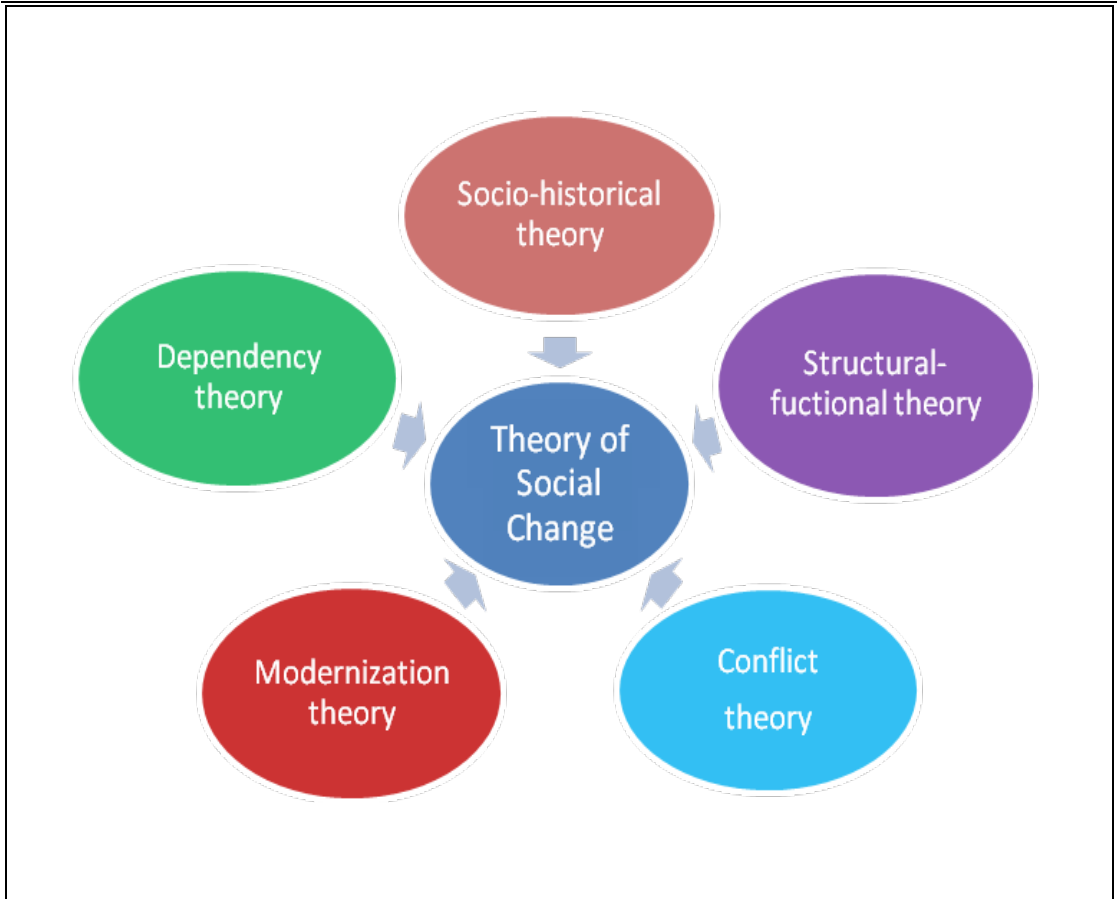 Socio-historical
theory
Dependency
theory
Structural-
fuctional theory
Theory of
Social
Change
Modernization
theory
Conflict
theory